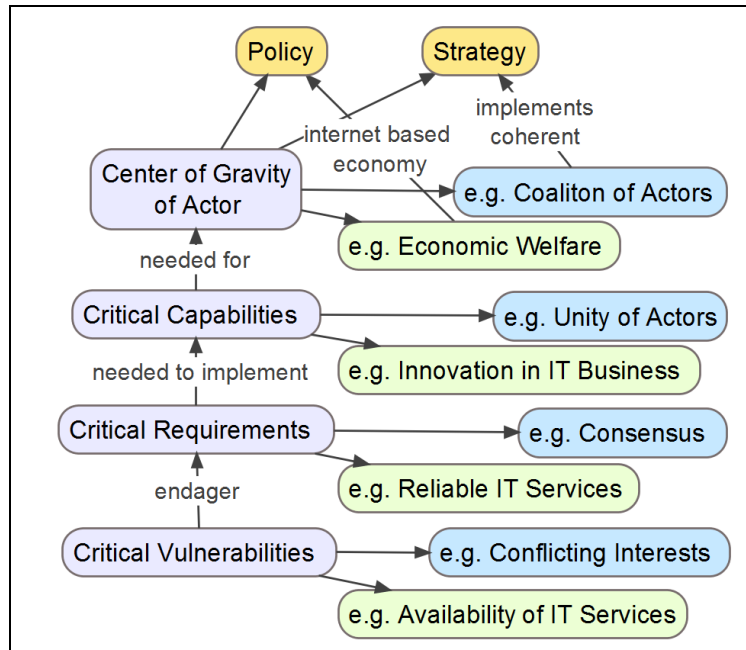 Policy
Strategy
implements
coherent
internet based
economy
Center of Gravity
of Actor
e.g. Coaliton of Actors
e.g. Economic Welfare
needed for
Critical Capabilities
e.g. Unity of Actors
e.g. Innovation in IT Business
needed to implement
Critical Requirements
e.g. Consensus
e.g. Reliable IT Services
endager
Critical Vulnerabilities
e.g. Conflicting Interests
e.g. Availability of IT Services